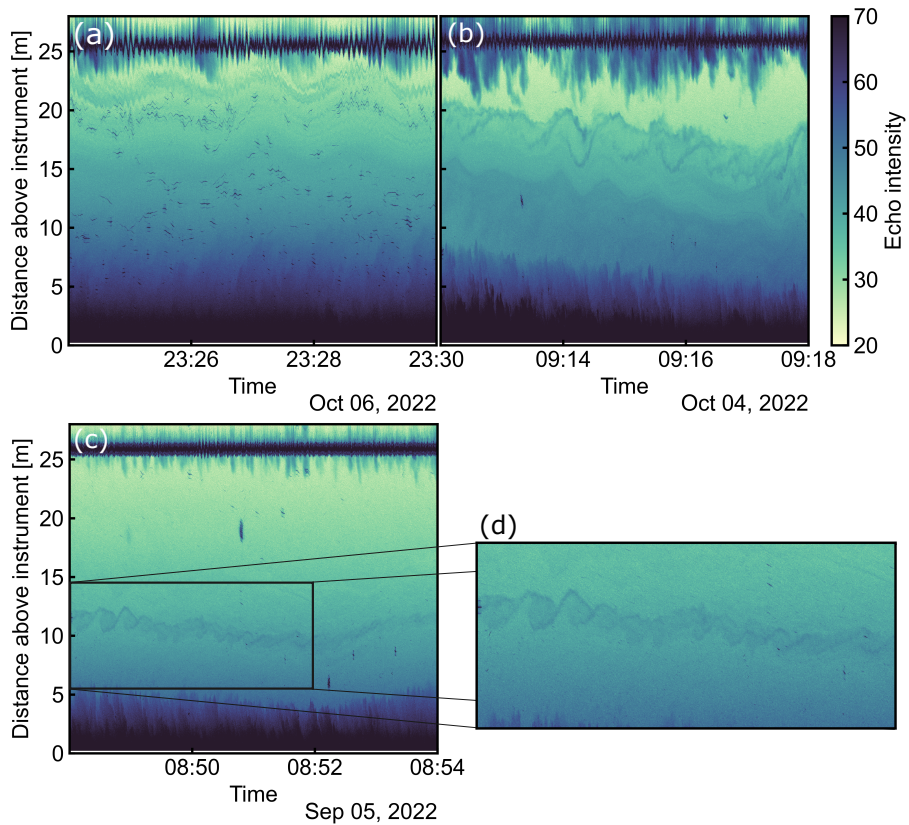 (a)
(b)
Distance above instrument [m]
25
20
15
10
5
0
23:26
23:28
23:30
09:14
09:16
09:18
Time
Time
Oct 06, 2022
Oct 04, 2022
70
60
50
40
30
20
Echo intensity
(c)
Distance above instrument [m]
25
20
15
10
5
0
08:50
08:52
08:54
Time
Sep 05, 2022
(d)